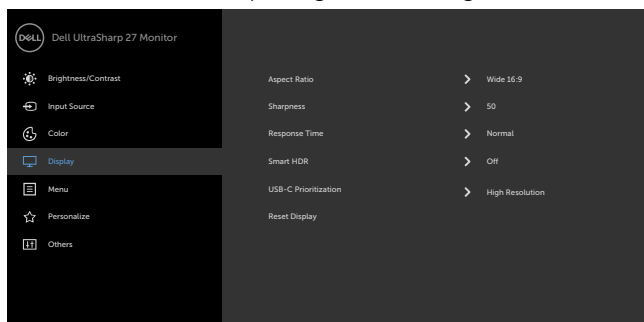 DELL Dell UltraSharp 27 Monitor
Brightness/Contrast
Input Source
Color
Display
Menu
Personalize
Others
Aspect Ratio Wide 16:9
Sharpness 50
Response Time Normal
Smart HDR Off
USB-C Prioritization High Resolution
Reset Display